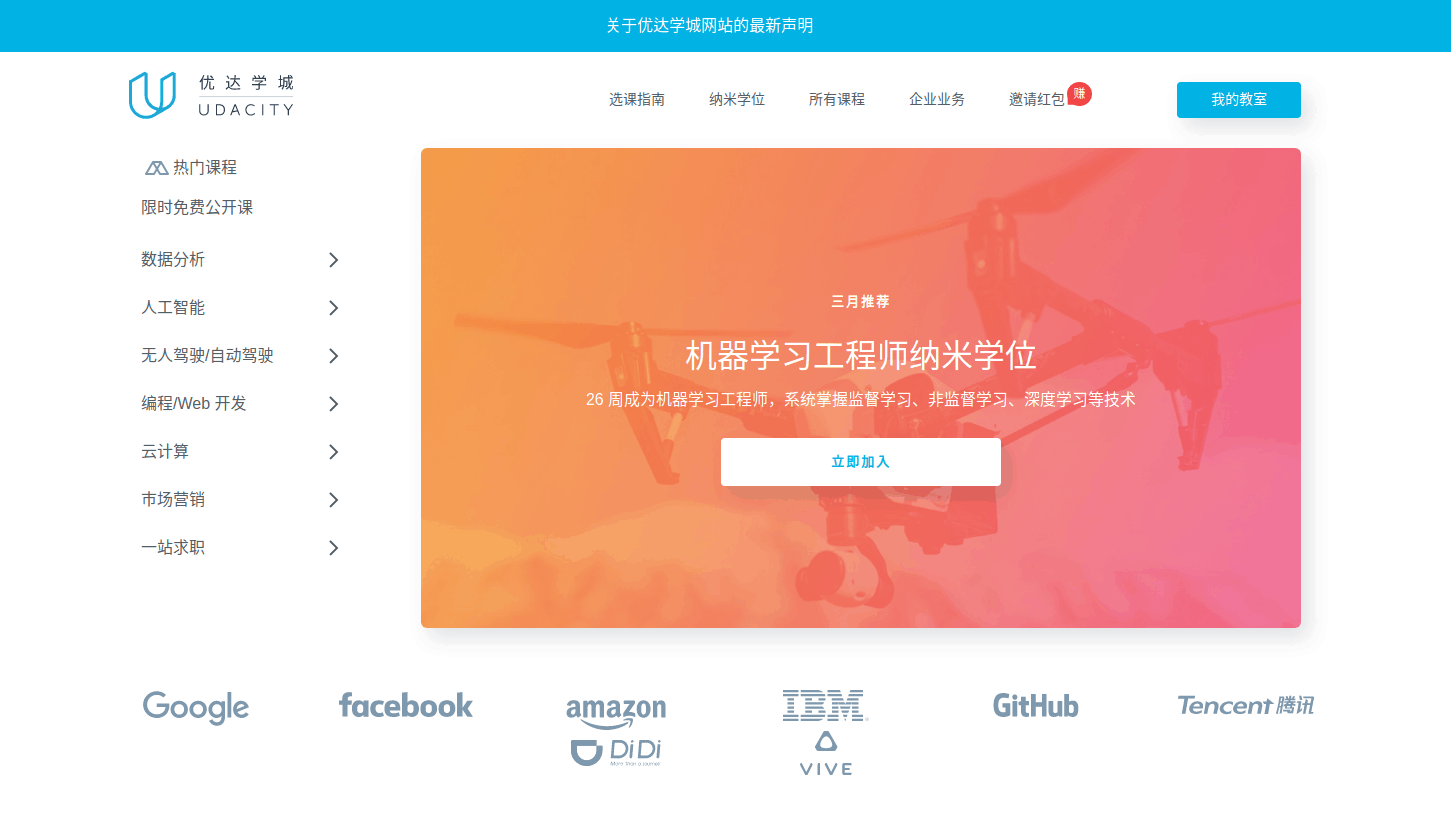 关于优达学城网站的最新声明
优达学城
UDACITY
选课指南
纳米学位
所有课程
企业业务
邀请红包
赚
我的教室
热门课程
限时免费公开课
数据分析
人工智能
无人驾驶/自动驾驶
编程/Web 开发
云计算
市场营销
一站求职
三月推荐
机器学习工程师纳米学位
26 周成为机器学习工程师，系统掌握监督学习、非监督学习、深度学习等技术
立即加入
Google
facebook
amazon
IBM
GitHub
Tencent 腾讯
DiDi
More than a journey
VIVE